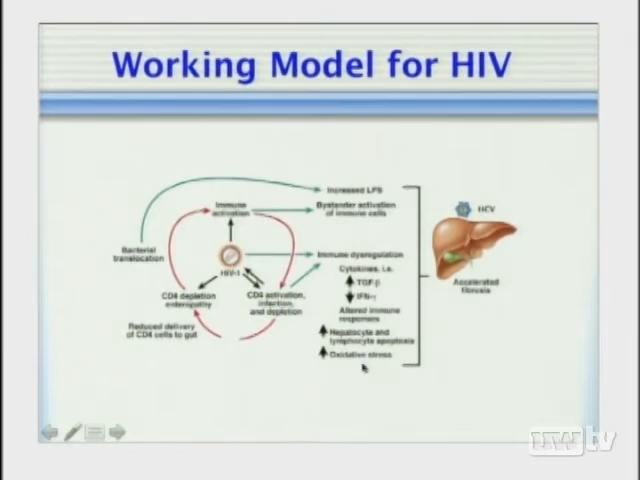 Working Model for HIV
Increased LPS
Immune
activation
Bystander activation
of immune cells
HCV
Bacterial
translocation
HIV-1
Immune dysregulation
Cytokines, i.e.
TGF-β
IFN-γ
CD4 depletion
enteropathy
CD4 activation,
infection,
and depletion
Accelerated
fibrosis
Altered immune
responses
Reduced delivery
of CD4 cells to gut
Hepatocyte and
lymphocyte apoptosis
Oxidative stress
uwtv